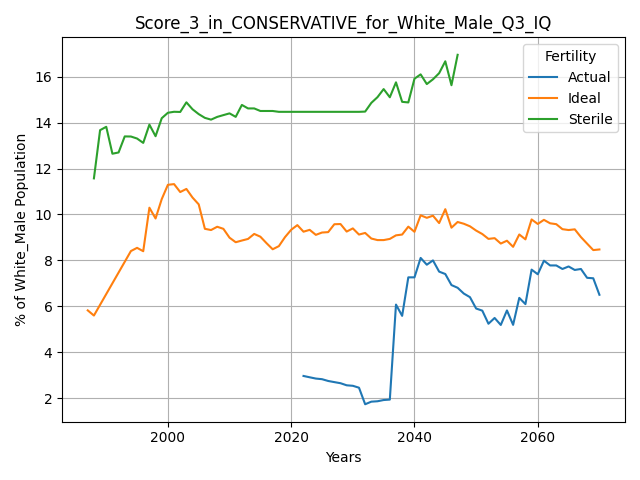 Score_3_in_CONSERVATIVE_for_White_Male_Q3_IQ
Fertility
Actual
Ideal
Sterile
% of White_Male Population
16
14
12
10
8
6
4
2
2000
2020
2040
2060
Years